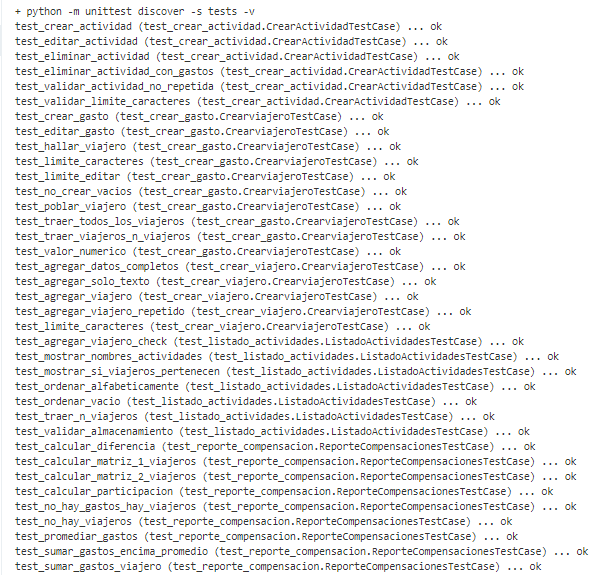 + python -m unittest discover -s tests -v
test_crear_actividad (test_crear_actividad.CrearActividadTestCase) ... ok
test_editar_actividad (test_crear_actividad.CrearActividadTestCase) ... ok
test_eliminar_actividad (test_crear_actividad.CrearActividadTestCase) ... ok
test_eliminar_actividad_con_gastos (test_crear_actividad.CrearActividadTestCase) ... ok
test_validar_actividad_no_repetida (test_crear_actividad.CrearActividadTestCase) ... ok
test_validar_limite_caracteres (test_crear_actividad.CrearActividadTestCase) ... ok
test_crear_gasto (test_crear_gasto.CrearviajeroTestCase) ... ok
test_editar_gasto (test_crear_gasto.CrearviajeroTestCase) ... ok
test_hallar_viajero (test_crear_gasto.CrearviajeroTestCase) ... ok
test_limite_caracteres (test_crear_gasto.CrearviajeroTestCase) ... ok
test_limite_editar (test_crear_gasto.CrearviajeroTestCase) ... ok
test_no_crear_vacios (test_crear_gasto.CrearviajeroTestCase) ... ok
test_poblar_viajero (test_crear_gasto.CrearviajeroTestCase) ... ok
test_traer_todos_los_viajeros (test_crear_gasto.CrearviajeroTestCase) ... ok
test_traer_viajeros_n_viajeros (test_crear_gasto.CrearviajeroTestCase) ... ok
test_valor_numerico (test_crear_gasto.CrearviajeroTestCase) ... ok
test_agregar_datos_completos (test_crear_viajero.CrearviajeroTestCase) ... ok
test_agregar_solo_texto (test_crear_viajero.CrearviajeroTestCase) ... ok
test_agregar_viajero (test_crear_viajero.CrearviajeroTestCase) ... ok
test_agregar_viajero_repetido (test_crear_viajero.CrearviajeroTestCase) ... ok
test_limite_caracteres (test_crear_viajero.CrearviajeroTestCase) ... ok
test_agregar_viajero_check (test_listado_actividades.ListadoActividadesTestCase) ... ok
test_mostrar_nombres_actividades (test_listado_actividades.ListadoActividadesTestCase) ... ok
test_mostrar_si_viajeros_pertenecen (test_listado_actividades.ListadoActividadesTestCase) ... ok
test_ordenar_alfabeticamente (test_listado_actividades.ListadoActividadesTestCase) ... ok
test_ordenar_vacio (test_listado_actividades.ListadoActividadesTestCase) ... ok
test_traer_n_viajeros (test_listado_actividades.ListadoActividadesTestCase) ... ok
test_validar_almacenamiento (test_listado_actividades.ListadoActividadesTestCase) ... ok
test_calcular_diferencia (test_reporte_compensacion.ReporteCompensacionesTestCase) ... ok
test_calcular_matriz_1_viajeros (test_reporte_compensacion.ReporteCompensacionesTestCase) ... ok
test_calcular_matriz_2_viajeros (test_reporte_compensacion.ReporteCompensacionesTestCase) ... ok
test_calcular_participacion (test_reporte_compensacion.ReporteCompensacionesTestCase) ... ok
test_no_hay_gastos_hay_viajeros (test_reporte_compensacion.ReporteCompensacionesTestCase) ... ok
test_no_hay_viajeros (test_reporte_compensacion.ReporteCompensacionesTestCase) ... ok
test_promediar_gastos (test_reporte_compensacion.ReporteCompensacionesTestCase) ... ok
test_sumar_gastos_encima_promedio (test_reporte_compensacion.ReporteCompensacionesTestCase) ... ok
test_sumar_gastos_viajero (test_reporte_compensacion.ReporteCompensacionesTestCase) ... ok